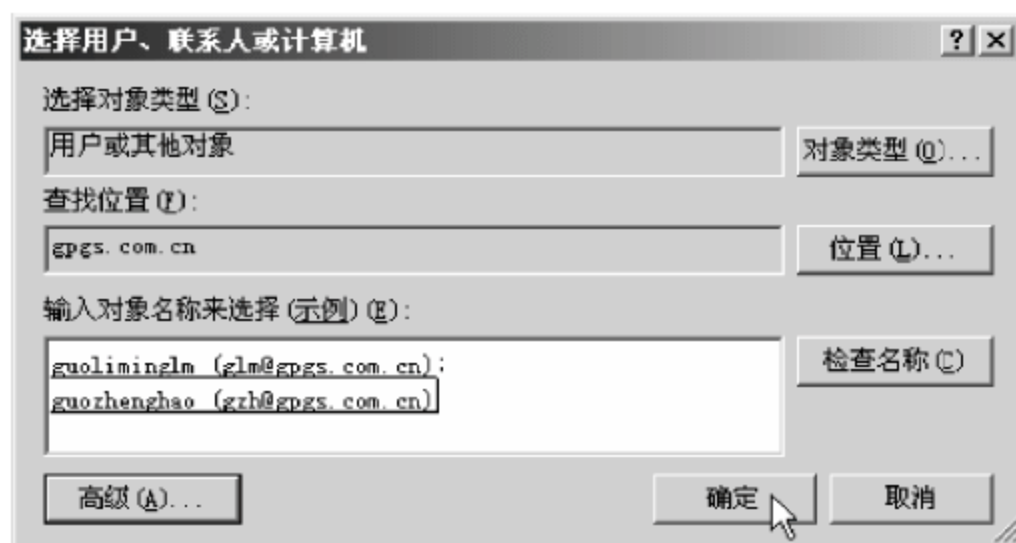 选择用户、联系人或计算机
选择对象类型(S):
用户或其他对象
对象类型(O)...
查找位置(F):
gpgs.com.cn
位置(L)...
输入对象名称来选择(示例)(E):
guoliminglm (glm@gpgs.com.cn);
guozhenghao (gzh@gpgs.com.cn)
检查名称(C)
高级(A)...
确定
取消